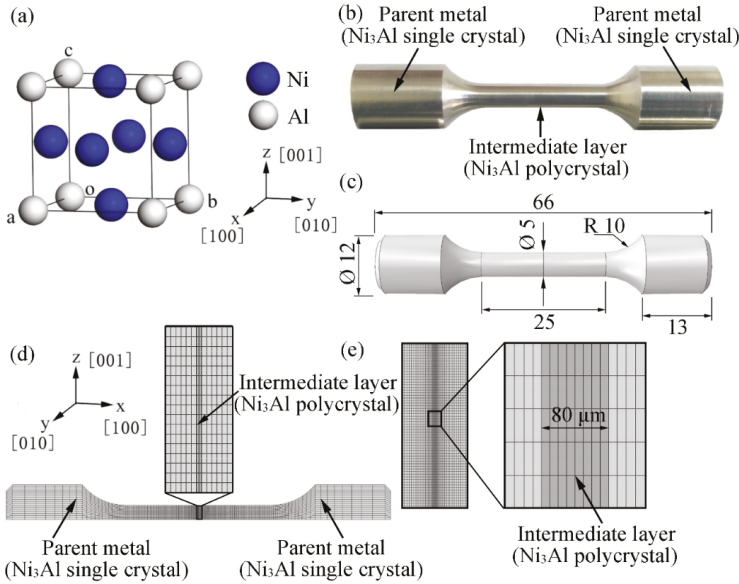 (a)
c
o
a
b
Ni
Al
z [001]
y
[010]
x
[100]
(b)
Parent metal
(Ni₃Al single crystal)
Parent metal
(Ni₃Al single crystal)
Intermediate layer
(Ni₃Al polycrystal)
(c)
66
Ø 12
Ø 5
R 10
25
13
(d)
z [001]
x
[100]
y
[010]
Intermediate layer
(Ni₃Al polycrystal)
Parent metal
(Ni₃Al single crystal)
Parent metal
(Ni₃Al single crystal)
(e)
80 μm
Intermediate layer
(Ni₃Al polycrystal)